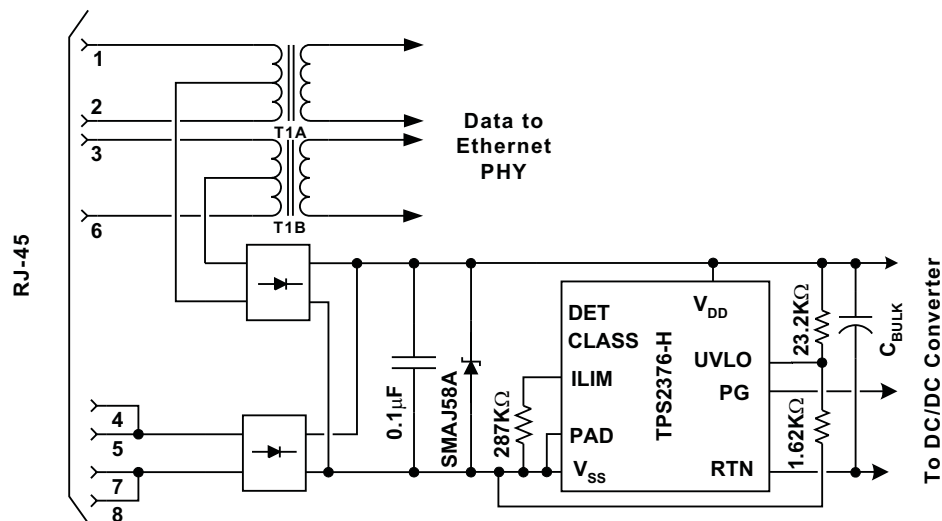 RJ-45
1
2
3
6
4
5
7
8
T1A
T1B
Data to
Ethernet
PHY
0.1μF
SMAJ58A
287KΩ
DET
CLASS
ILIM
PAD
VSS
TPS2376-H
VDD
UVLO
PG
RTN
23.2KΩ
1.62KΩ
CBULK
To DC/DC Converter